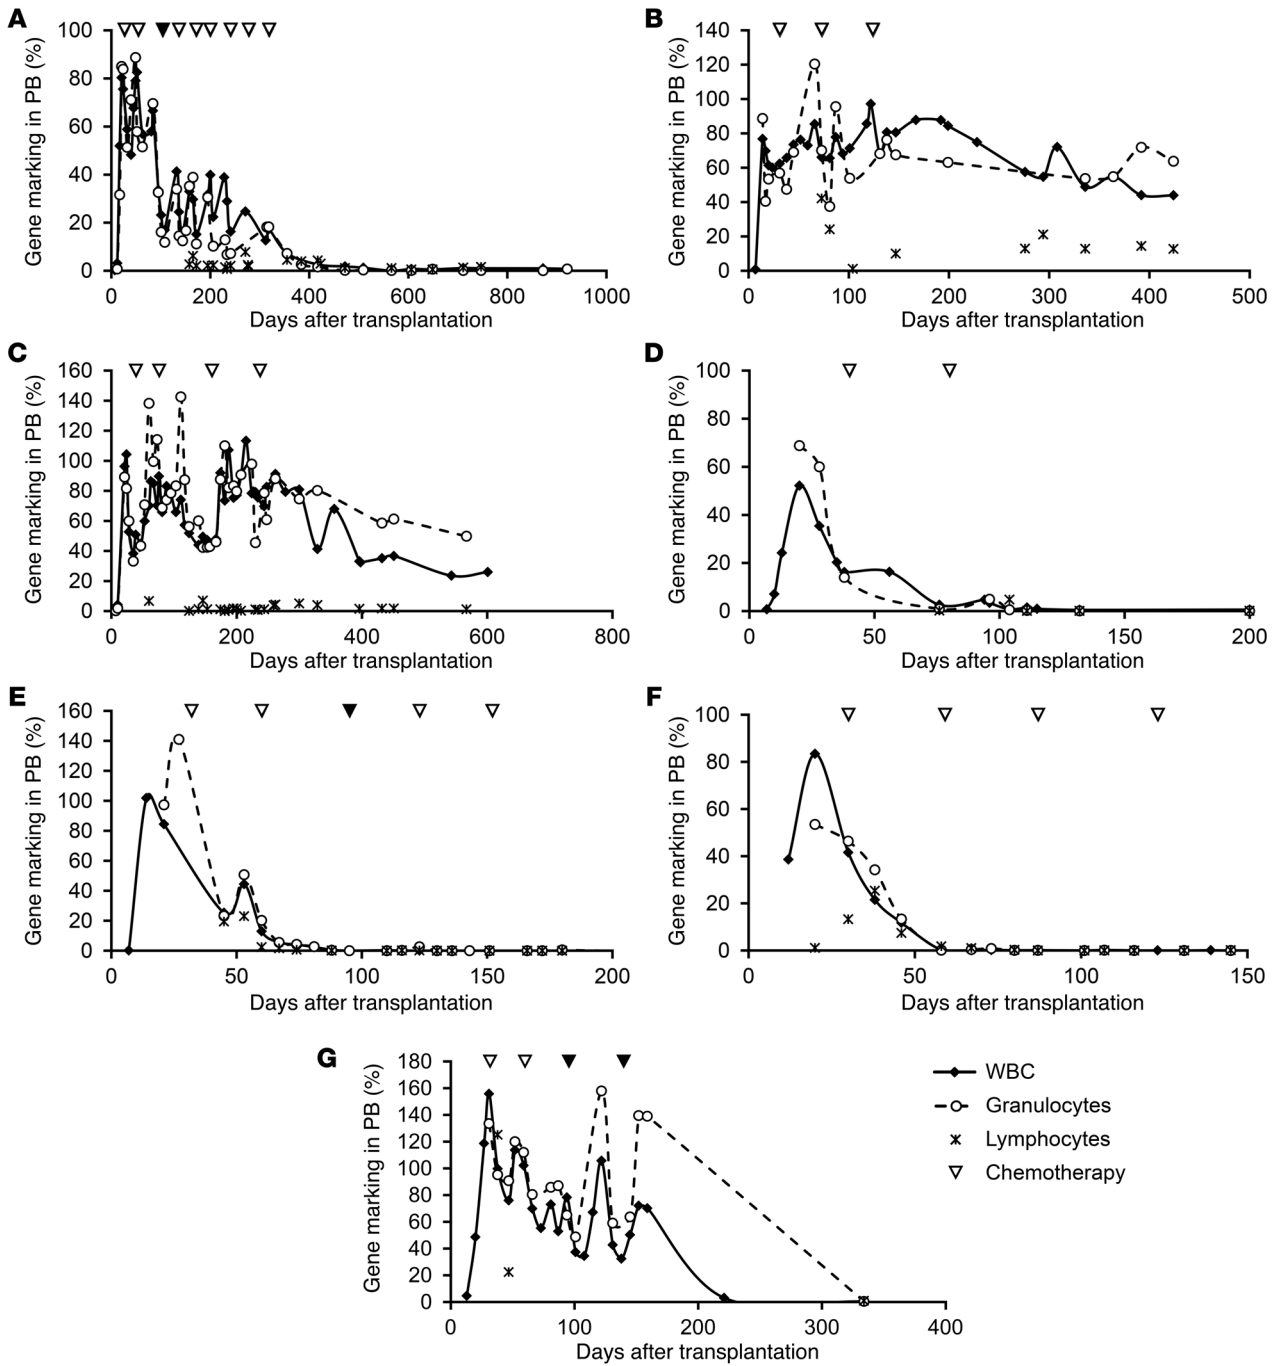 A
Gene marking in PB (%)
100
80
60
40
20
0
0 200 400 600 800 1000
Days after transplantation
B
Gene marking in PB (%)
140
120
100
80
60
40
20
0
0 100 200 300 400 500
Days after transplantation
C
Gene marking in PB (%)
160
140
120
100
80
60
40
20
0
0 200 400 600 800
Days after transplantation
D
Gene marking in PB (%)
100
80
60
40
20
0
0 50 100 150 200
Days after transplantation
E
Gene marking in PB (%)
160
140
120
100
80
60
40
20
0
0 50 100 150 200
Days after transplantation
F
Gene marking in PB (%)
100
80
60
40
20
0
0 50 100 150
Days after transplantation
G
Gene marking in PB (%)
180
160
140
120
100
80
60
40
20
0
0 100 200 300 400
Days after transplantation
WBC
Granulocytes
Lymphocytes
Chemotherapy